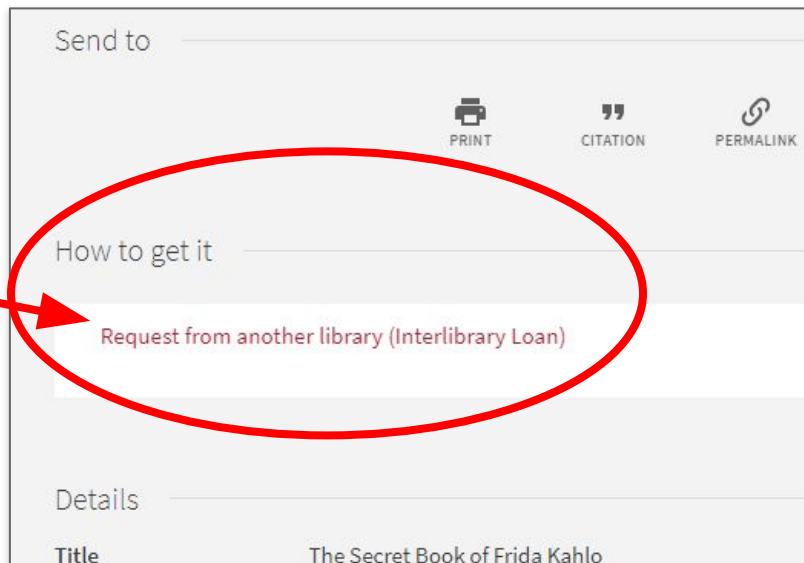 Send to
PRINT CITATION PERMALINK
How to get it
Request from another library (Interlibrary Loan)
Details
Title The Secret Book of Frida Kahlo